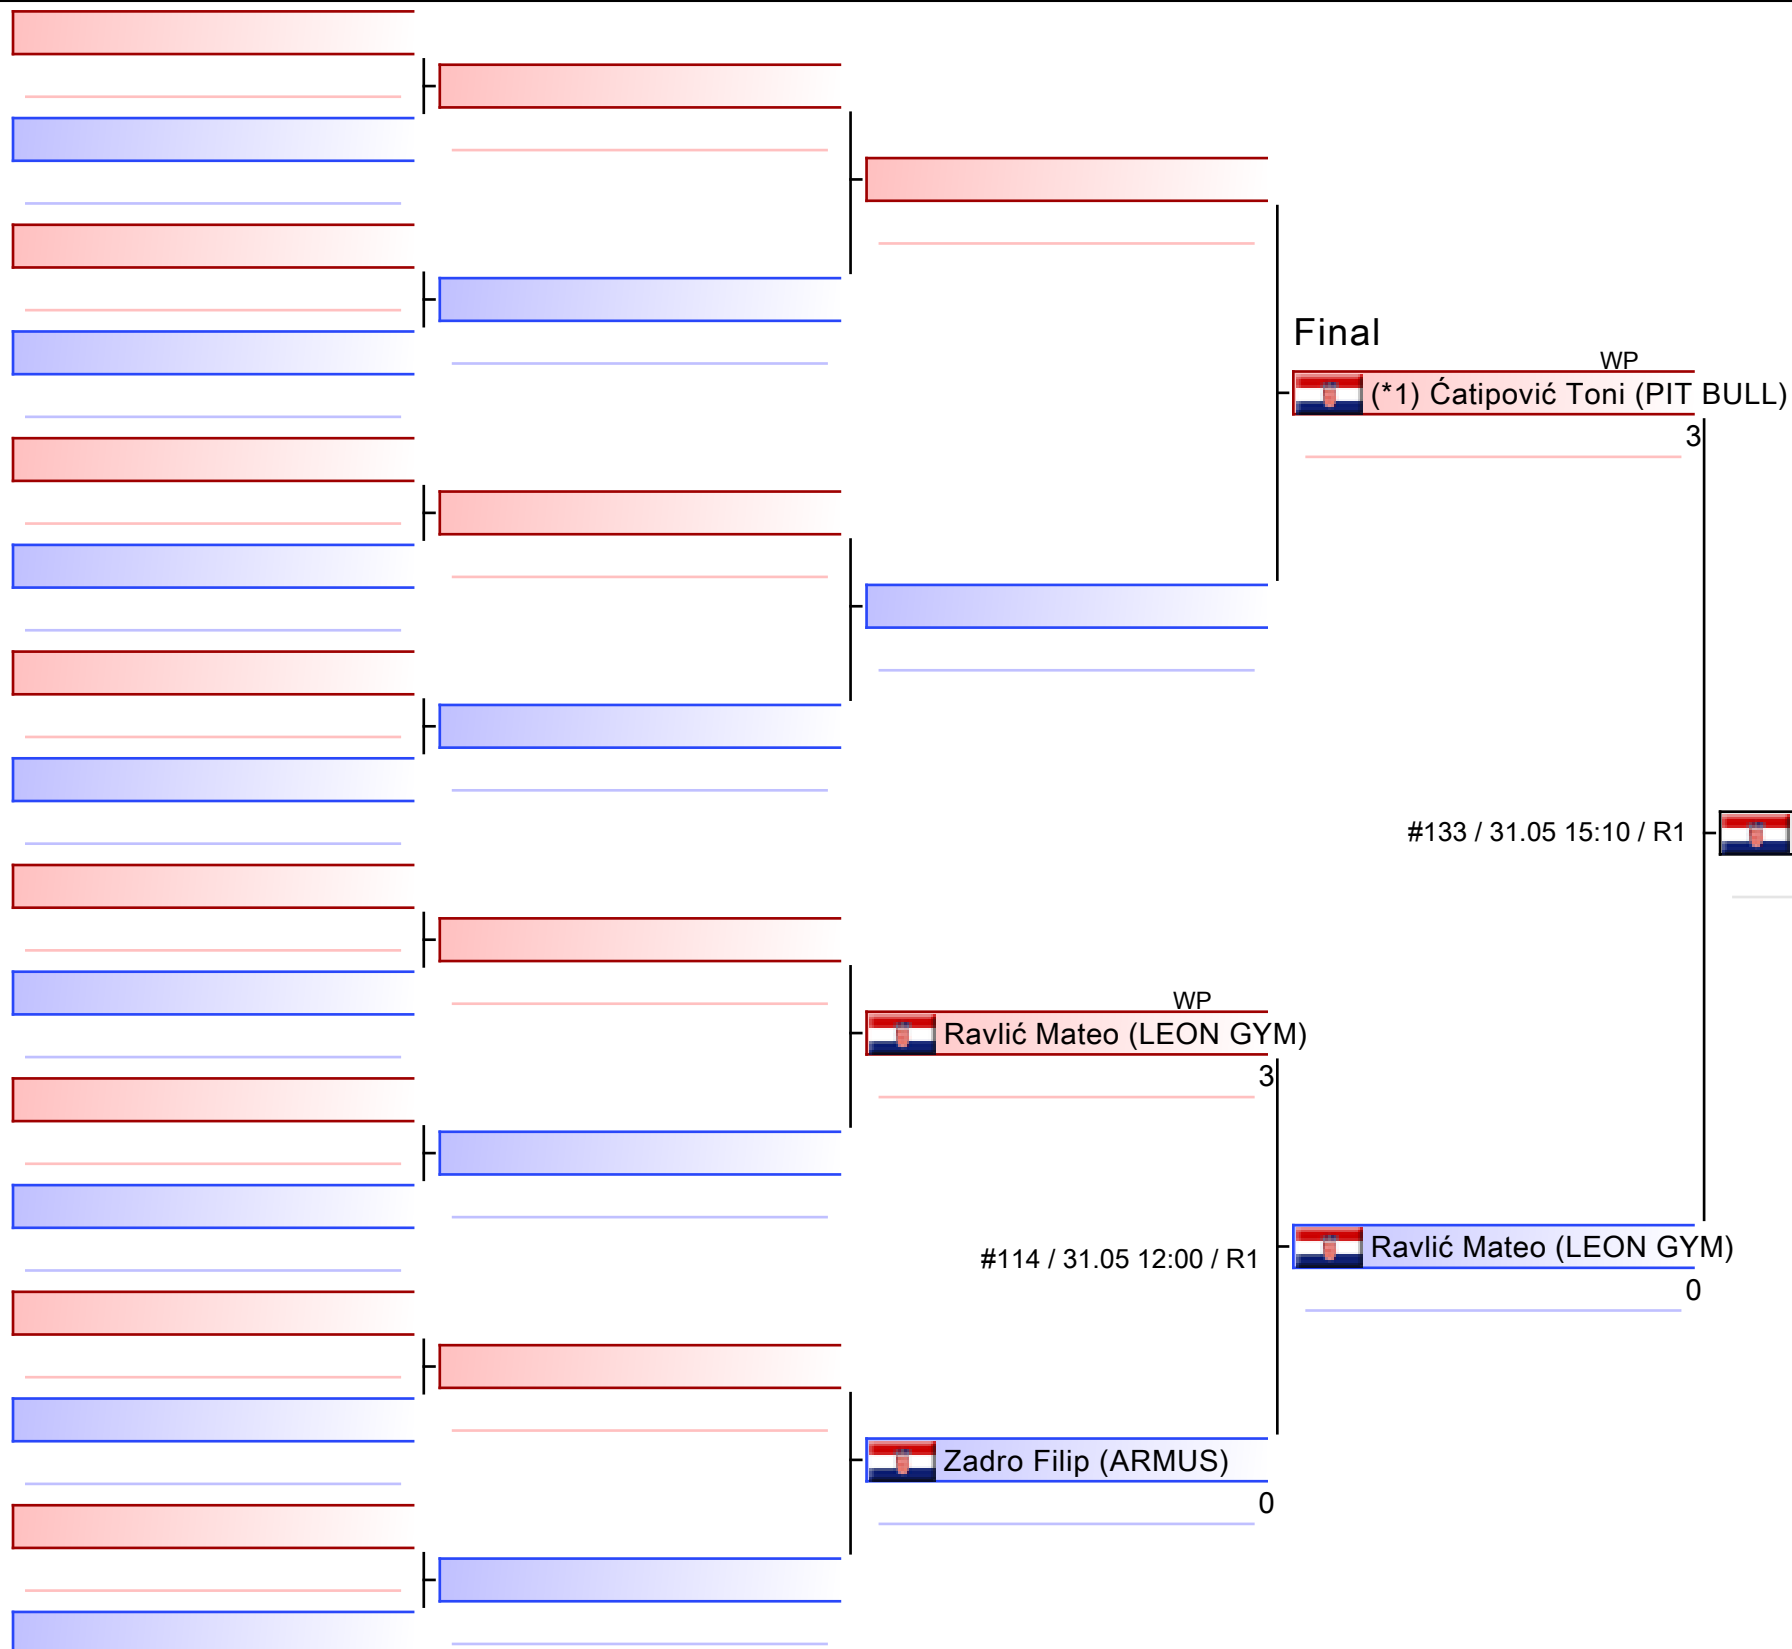 Final
WP
(*1) Ćatipović Toni (PIT BULL)
3
#133 / 31.05 15:10 / R1
WP
Ravlić Mateo (LEON GYM)
3
#114 / 31.05 12:00 / R1
Ravlić Mateo (LEON GYM)
0
Zadro Filip (ARMUS)
0